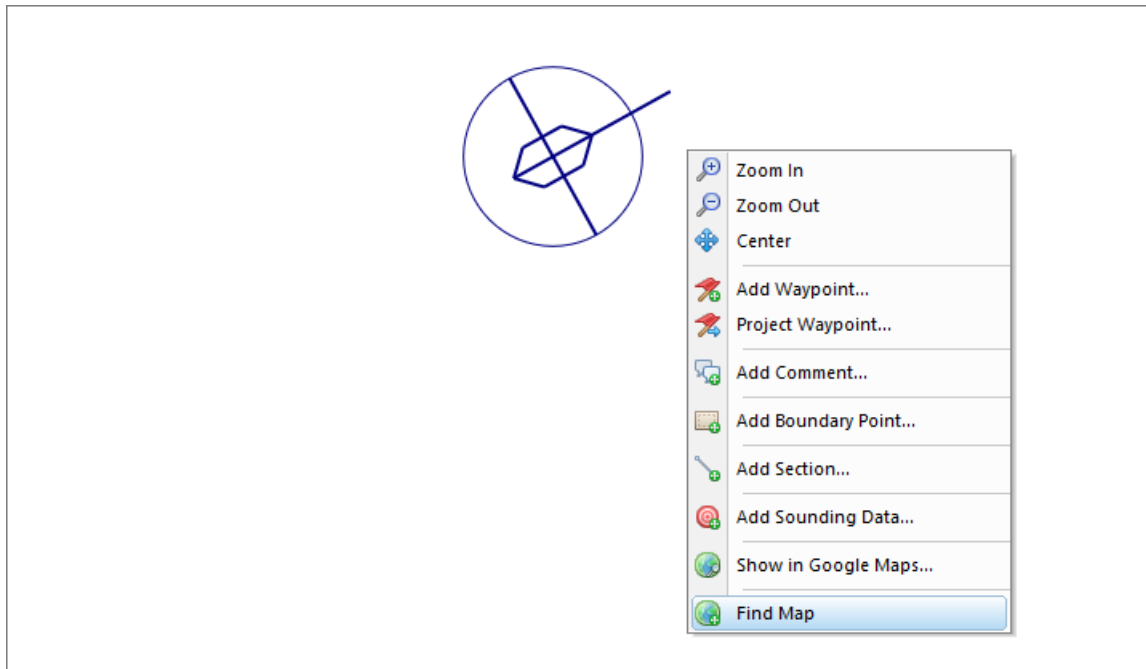 Zoom In
Zoom Out
Center
Add Waypoint...
Project Waypoint...
Add Comment...
Add Boundary Point...
Add Section...
Add Sounding Data...
Show in Google Maps...
Find Map